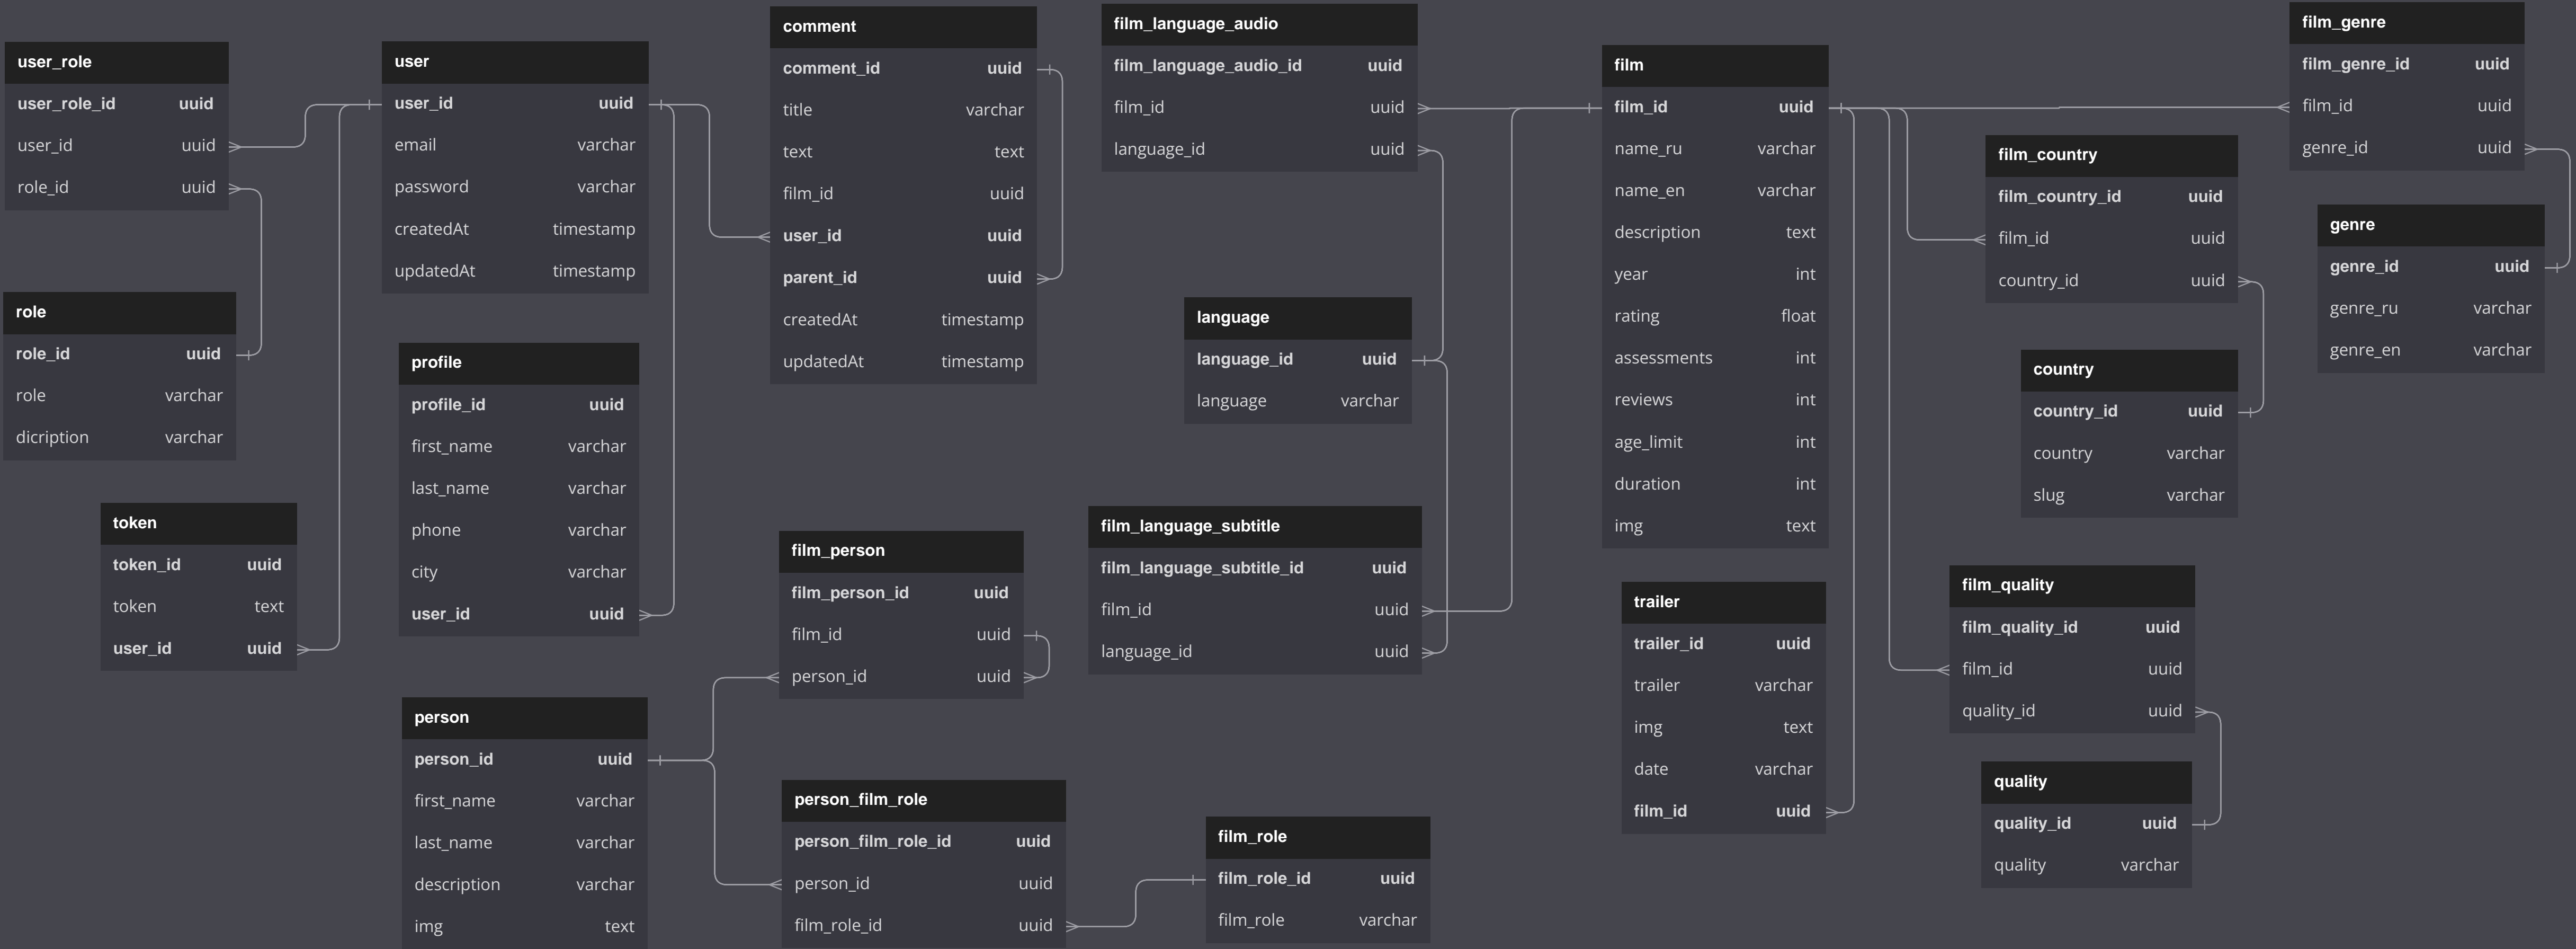 user_role
user_role_id uuid
user_id uuid
role_id uuid
role
role_id uuid
role varchar
dicription varchar
token
token_id uuid
token text
user_id uuid
user
user_id uuid
email varchar
password varchar
createdAt timestamp
updatedAt timestamp
profile
profile_id uuid
first_name varchar
last_name varchar
phone varchar
city varchar
user_id uuid
person
person_id uuid
first_name varchar
last_name varchar
description varchar
img text
comment
comment_id uuid
title varchar
text text
film_id uuid
user_id uuid
parent_id uuid
createdAt timestamp
updatedAt timestamp
film_person
film_person_id uuid
film_id uuid
person_id uuid
person_film_role
person_film_role_id uuid
person_id uuid
film_role_id uuid
film_language_audio
film_language_audio_id uuid
film_id uuid
language_id uuid
language
language_id uuid
language varchar
film_language_subtitle
film_language_subtitle_id uuid
film_id uuid
language_id uuid
film_role
film_role_id uuid
film_role varchar
film
film_id uuid
name_ru varchar
name_en varchar
description text
year int
rating float
assessments int
reviews int
age_limit int
duration int
img text
trailer
trailer_id uuid
trailer varchar
img text
date varchar
film_id uuid
film_country
film_country_id uuid
film_id uuid
country_id uuid
country
country_id uuid
country varchar
slug varchar
film_quality
film_quality_id uuid
film_id uuid
quality_id uuid
quality
quality_id uuid
quality varchar
film_genre
film_genre_id uuid
film_id uuid
genre_id uuid
genre
genre_id uuid
genre_ru varchar
genre_en varchar